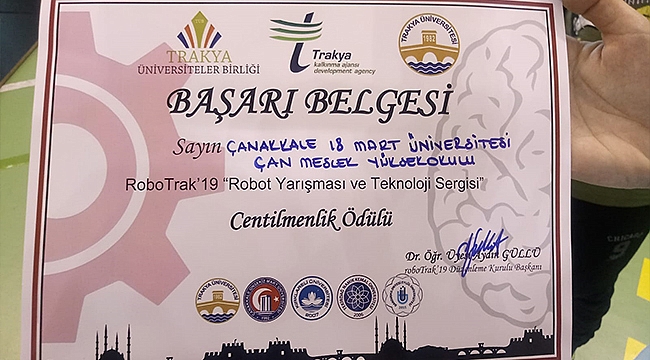 TRAKYA
ÜNİVERSİTELER BİRLİĞİ
Trakya
kalkınma ajansı
development agency
TRAKYA ÜNİVERSİTESİ
1982
BAŞARI BELGESİ
Sayın ÇANAKKALE 18 MART ÜNİVERSİTESİ
ÇAN MESLEK YÜKSEKOKULU
RoboTrak'19 “Robot Yarışması ve Teknoloji Sergisi”
Centilmenlik Ödülü
Dr. Öğr. Üyesi Aydın GÜLLÜ
roboTrak'19 Düzenleme Kurulu Başkanı